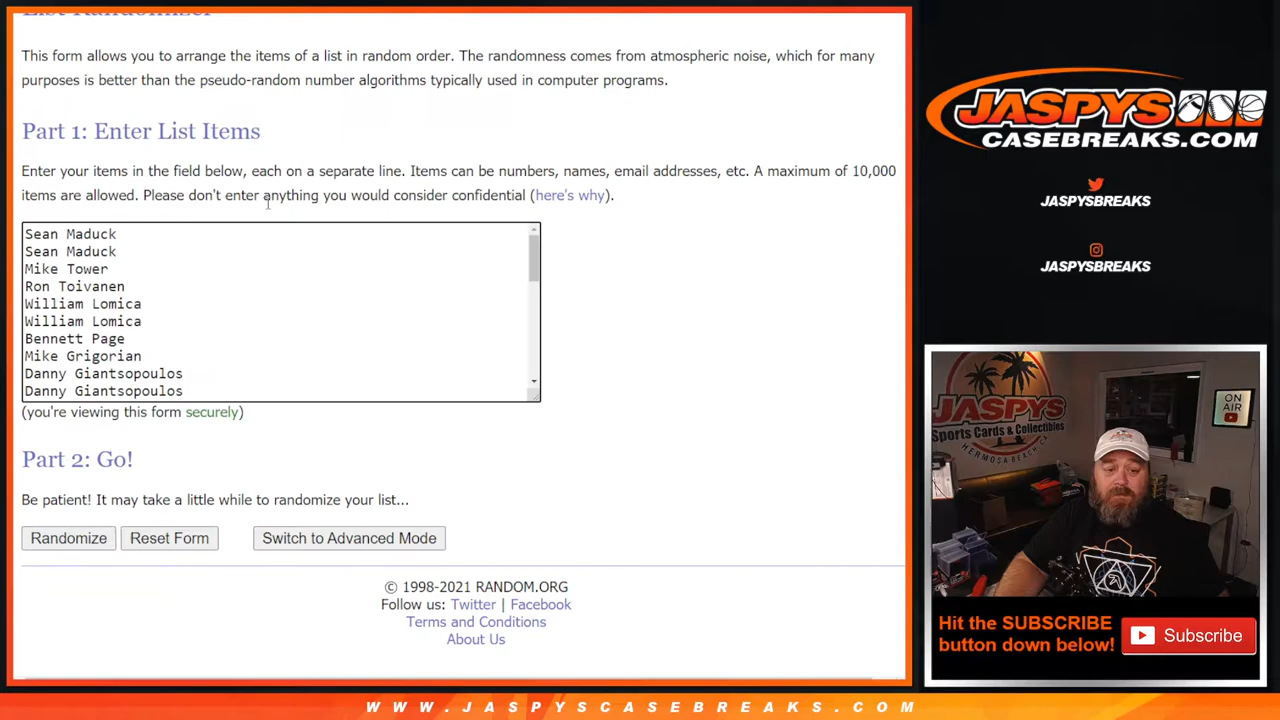 List Randomizer
This form allows you to arrange the items of a list in random order. The randomness comes from atmospheric noise, which for many
purposes is better than the pseudo-random number algorithms typically used in computer programs.
Part 1: Enter List Items
Enter your items in the field below, each on a separate line. Items can be numbers, names, email addresses, etc. A maximum of 10,000
items are allowed. Please don't enter anything you would consider confidential (here's why).
Sean Maduck
Sean Maduck
Mike Tower
Ron Toivanen
William Lomica
William Lomica
Bennett Page
Mike Grigorian
Danny Giantsopoulos
Danny Giantsopoulos
(you're viewing this form securely)
Part 2: Go!
Be patient! It may take a little while to randomize your list...
Randomize Reset Form Switch to Advanced Mode
© 1998-2021 RANDOM.ORG
Follow us: Twitter | Facebook
Terms and Conditions
About Us
JASPYS
CASEBREAKS.COM
JASPYSBREAKS
JASPYSBREAKS
JASPYS
Sports Cards & Collectibles
HERMOSA BEACH, CA
ON
AIR
Hit the SUBSCRIBE
button down below!
Subscribe
WWW.JASPYSCASEBREAKS.COM